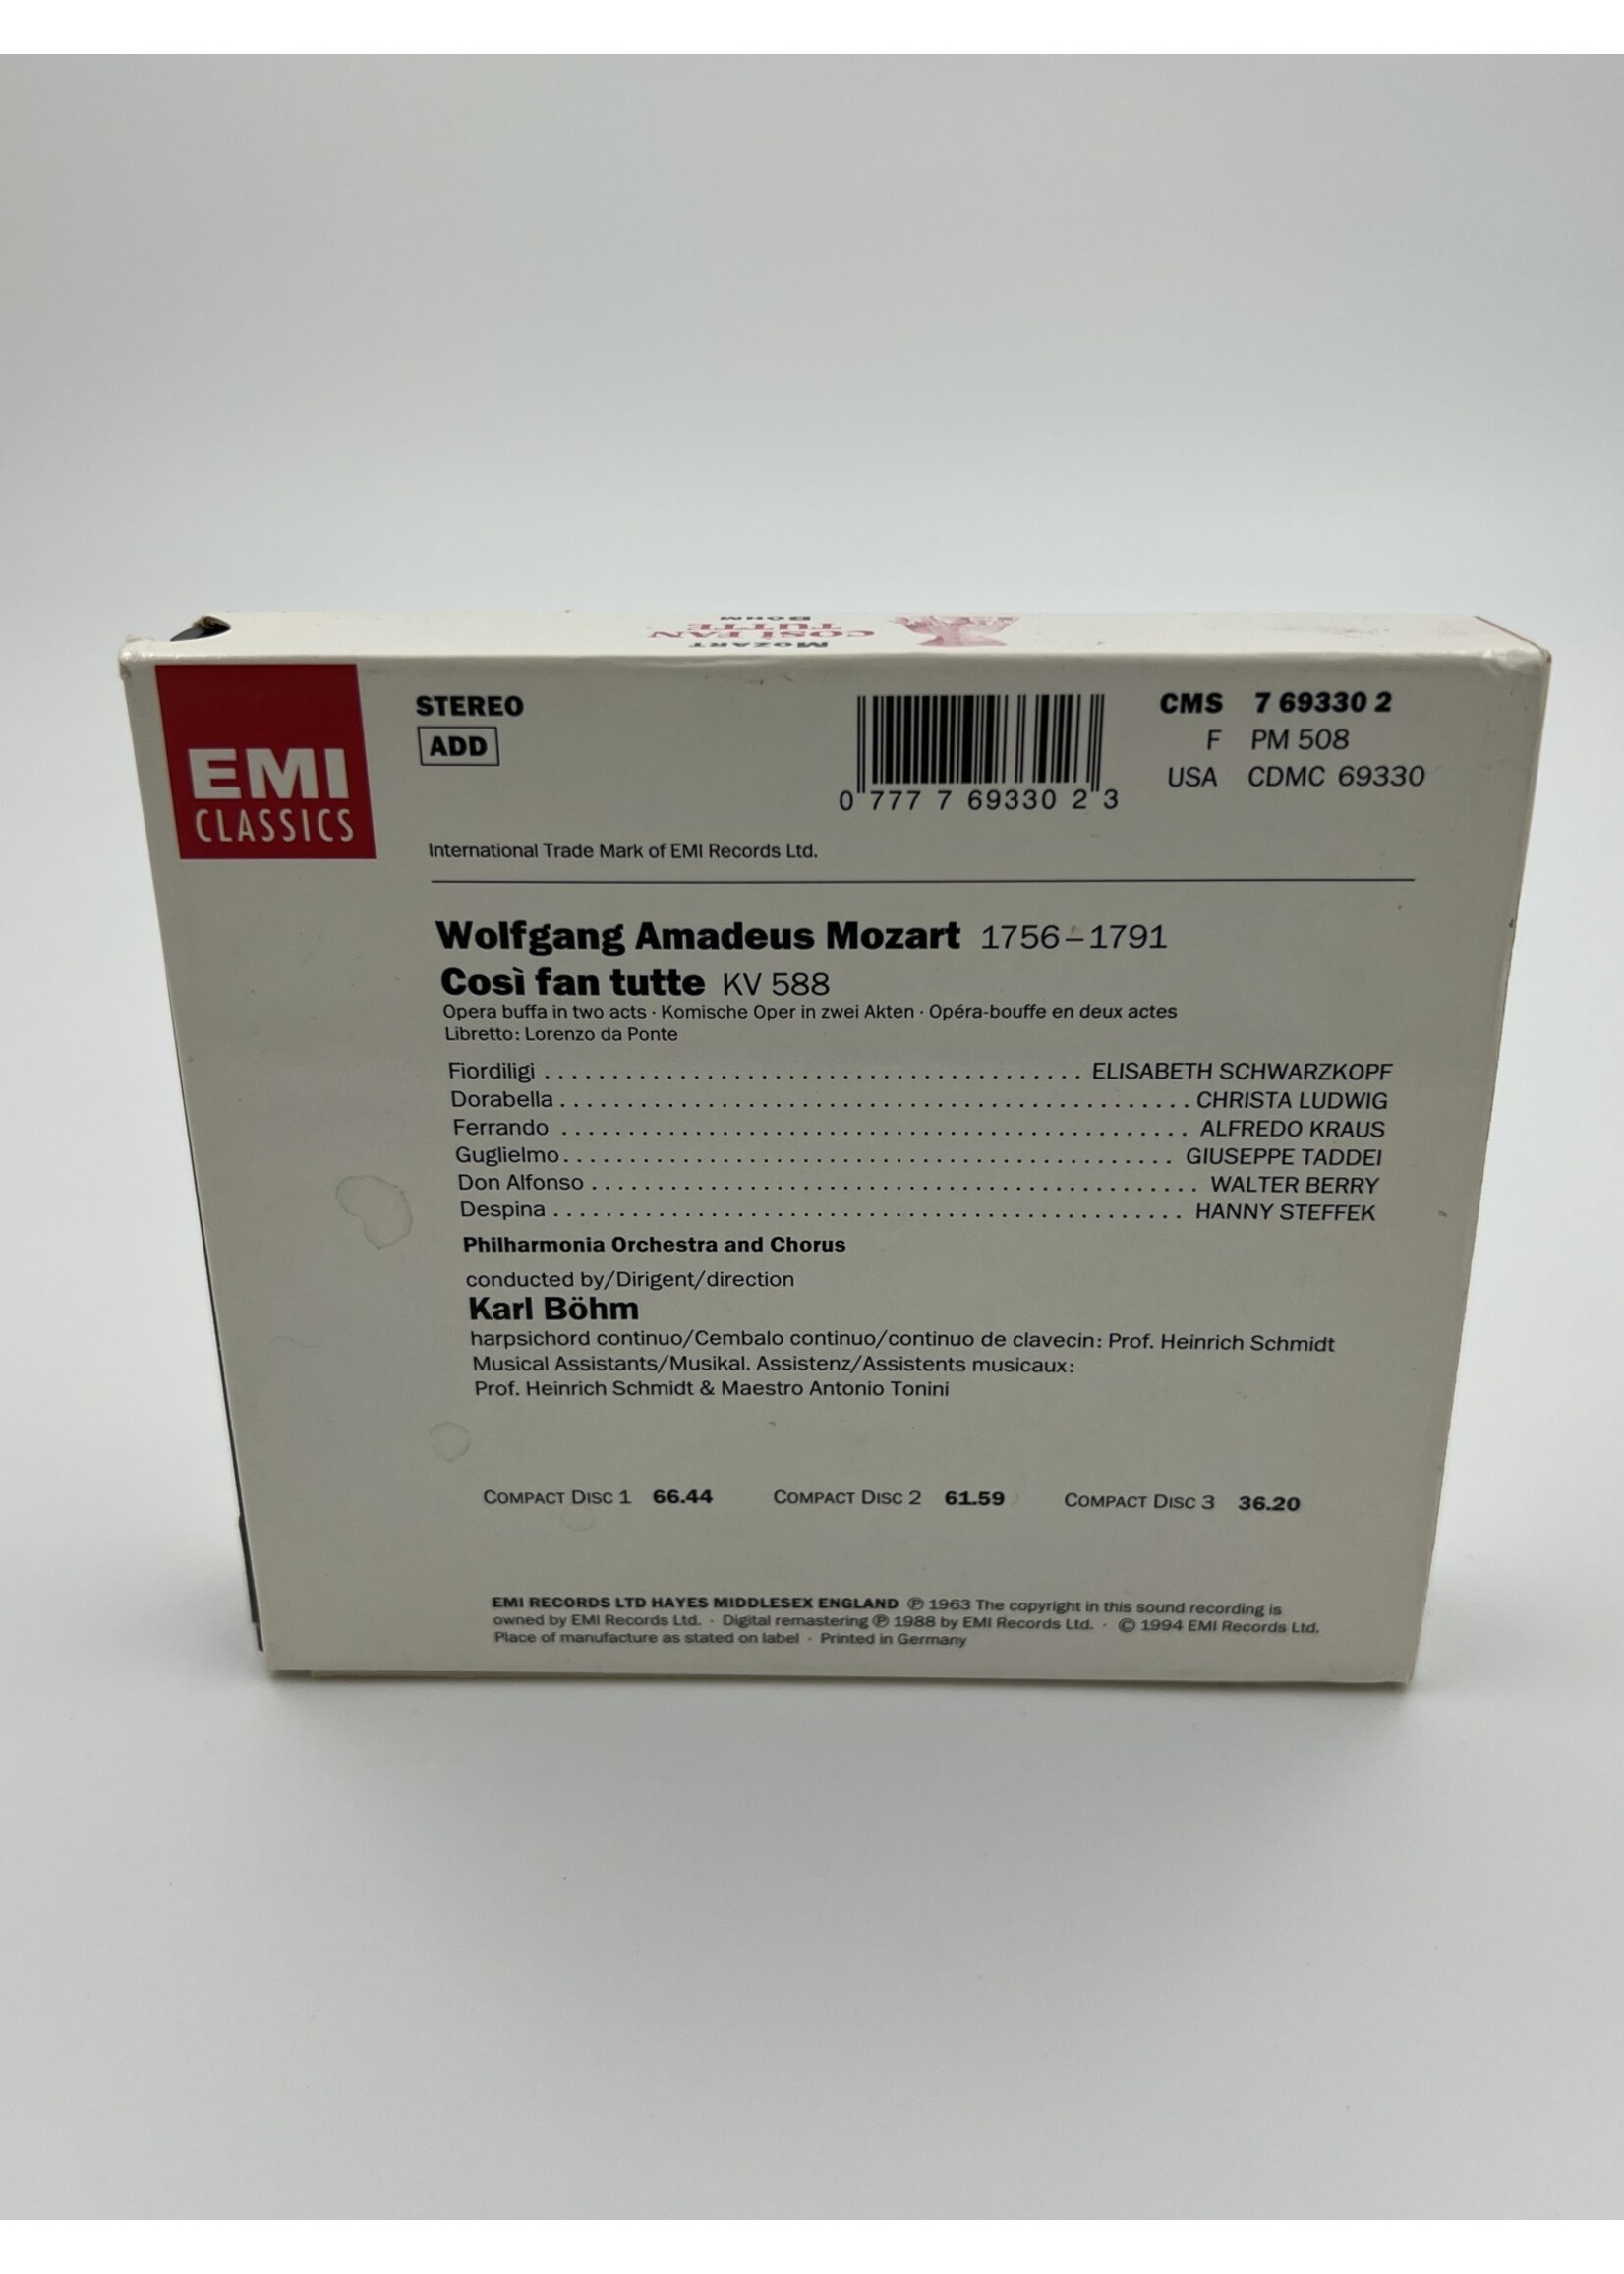 MOZART
COSÌ FAN
TUTTE
BÖHM
EMI
CLASSICS
STEREO
ADD
0 777 7 69330 2 3
CMS 7 69330 2
F PM 508
USA CDMC 69330
International Trade Mark of EMI Records Ltd.
Wolfgang Amadeus Mozart 1756–1791
Così fan tutte KV 588
Opera buffa in two acts · Komische Oper in zwei Akten · Opéra-bouffe en deux actes
Libretto: Lorenzo da Ponte
Fiordiligi ........................................ ELISABETH SCHWARZKOPF
Dorabella ................................................ CHRISTA LUDWIG
Ferrando ................................................ ALFREDO KRAUS
Guglielmo .............................................. GIUSEPPE TADDEI
Don Alfonso .............................................. WALTER BERRY
Despina ................................................ HANNY STEFFEK
Philharmonia Orchestra and Chorus
conducted by/Dirigent/direction
Karl Böhm
harpsichord continuo/Cembalo continuo/continuo de clavecin: Prof. Heinrich Schmidt
Musical Assistants/Musikal. Assistenz/Assistents musicaux:
Prof. Heinrich Schmidt & Maestro Antonio Tonini
COMPACT DISC 1 66.44 COMPACT DISC 2 61.59 COMPACT DISC 3 36.20
EMI RECORDS LTD HAYES MIDDLESEX ENGLAND ℗ 1963 The copyright in this sound recording is
owned by EMI Records Ltd. · Digital remastering ℗ 1988 by EMI Records Ltd. · © 1994 EMI Records Ltd.
Place of manufacture as stated on label · Printed in Germany